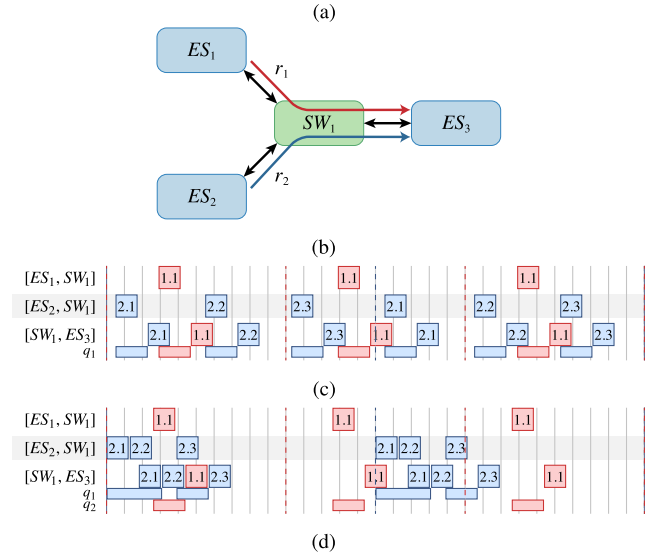 (a)
ES₁
r₁
SW₁
ES₃
r₂
ES₂
(b)
[ES₁, SW₁] 1.1 1.1 1.1
[ES₂, SW₁] 2.1 2.2 2.3 2.1 2.2 2.3
[SW₁, ES₃] 2.1 1.1 2.2 2.3 1.1 2.1 2.2 1.1 2.3
q₁
(c)
[ES₁, SW₁] 1.1 1.1 1.1
[ES₂, SW₁] 2.1 2.2 2.3 2.1 2.2 2.3
[SW₁, ES₃] 2.1 2.2 1.1 2.3 1.1 2.1 2.2 2.3 1.1
q₁
q₂
(d)